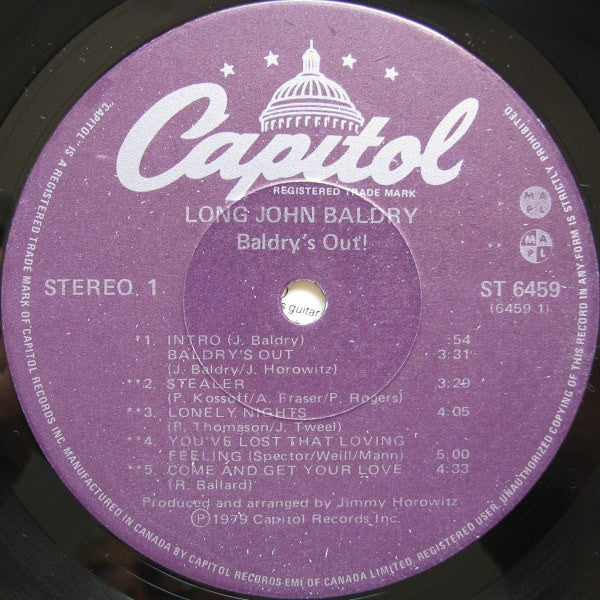 Capitol
REGISTERED TRADE MARK
LONG JOHN BALDRY
Baldry's Out!
STEREO 1
ST 6459
(6459 1)
MAPL
MAPL
s guitar
*1. INTRO (J. Baldry) :54
BALDRY'S OUT 3:31
(J. Baldry/J. Horowitz)
**2. STEALER 3:29
(P. Kossoff/A. Fraser/P. Rogers)
**3. LONELY NIGHTS 4:05
(P. Thomason/J. Tweel)
**4. YOU'VE LOST THAT LOVING
FEELING (Spector/Weill/Mann) 5:00
**5. COME AND GET YOUR LOVE 4:33
(R. Ballard)
Produced and arranged by Jimmy Horowitz
Ⓟ1979 Capitol Records Inc.
"CAPITOL" IS A REGISTERED TRADE MARK OF CAPITOL RECORDS INC. MANUFACTURED IN CANADA BY CAPITOL RECORDS EMI OF CANADA LIMITED. REGISTERED USER. UNAUTHORIZED COPYING OF THIS RECORD IN ANY FORM IS STRICTLY PROHIBITED.